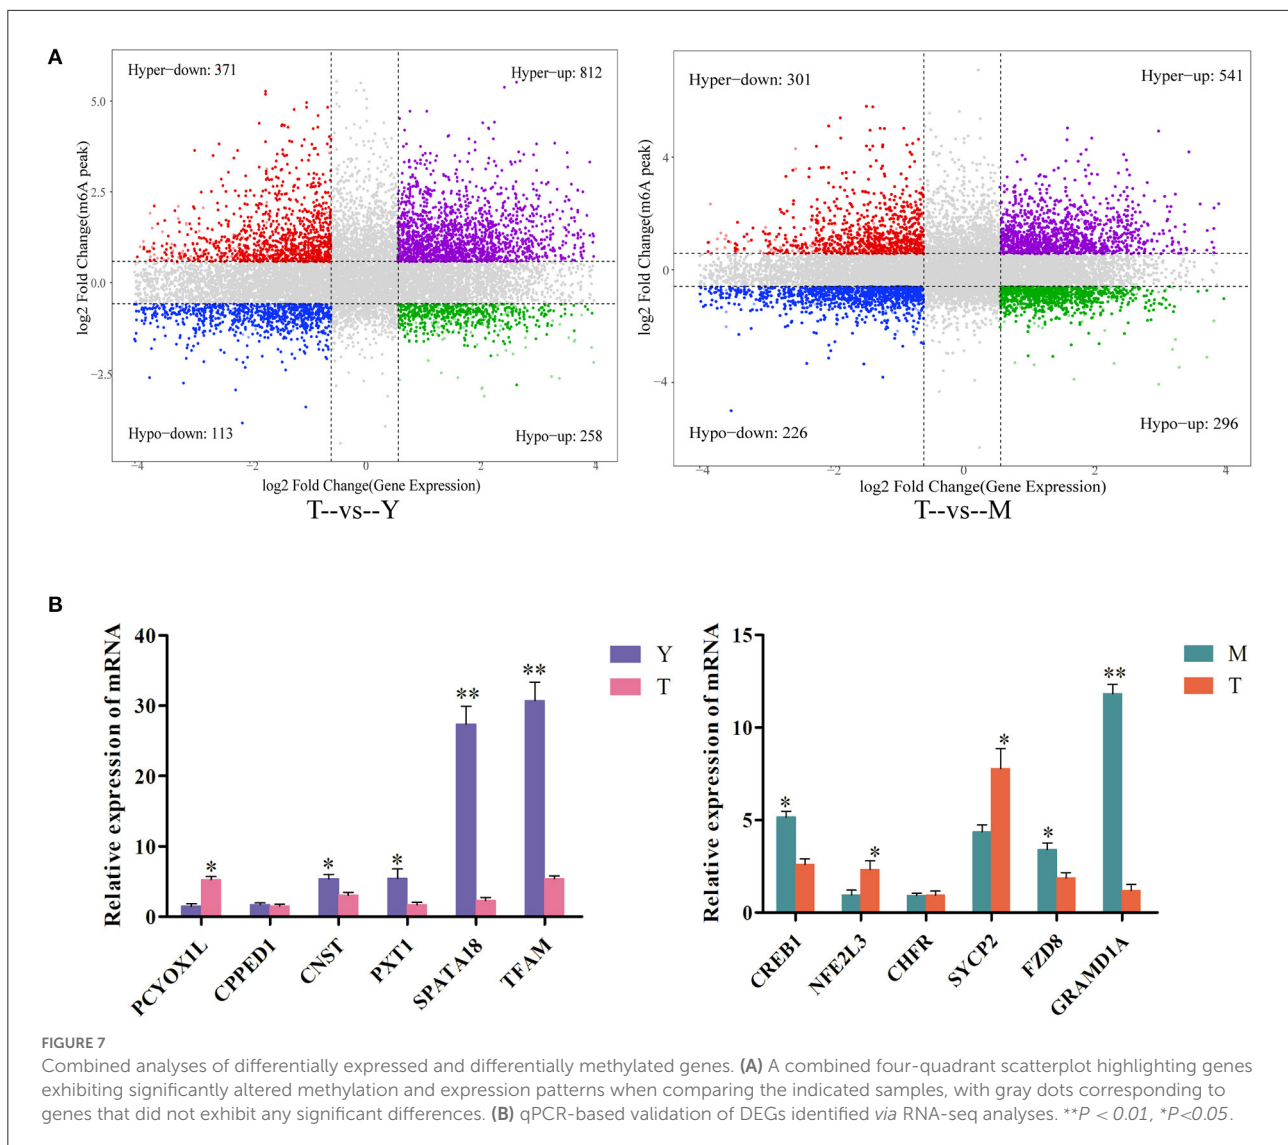 A
Hyper−down: 371
Hyper−up: 812
log2 Fold Change(m6A peak)
5.0
2.5
0.0
−2.5
Hypo−down: 113
Hypo−up: 258
−4
−2
0
2
4
log2 Fold Change(Gene Expression)
T--vs--Y
Hyper−down: 301
Hyper−up: 541
log2 Fold Change(m6A peak)
4
0
−4
Hypo−down: 226
Hypo−up: 296
−4
−2
0
2
4
log2 Fold Change(Gene Expression)
T--vs--M
B
Relative expression of mRNA
40
30
20
10
0
*
*
*
**
**
Y
T
PCYOX1L
CPPED1
CNST
PXT1
SPATA18
TFAM
Relative expression of mRNA
15
10
5
0
*
*
*
*
**
M
T
CREB1
NFE2L3
CHFR
SYCP2
FZD8
GRAMD1A
FIGURE 7
Combined analyses of differentially expressed and differentially methylated genes. (A) A combined four-quadrant scatterplot highlighting genes
exhibiting significantly altered methylation and expression patterns when comparing the indicated samples, with gray dots corresponding to
genes that did not exhibit any significant differences. (B) qPCR-based validation of DEGs identified via RNA-seq analyses. **P < 0.01, *P<0.05.